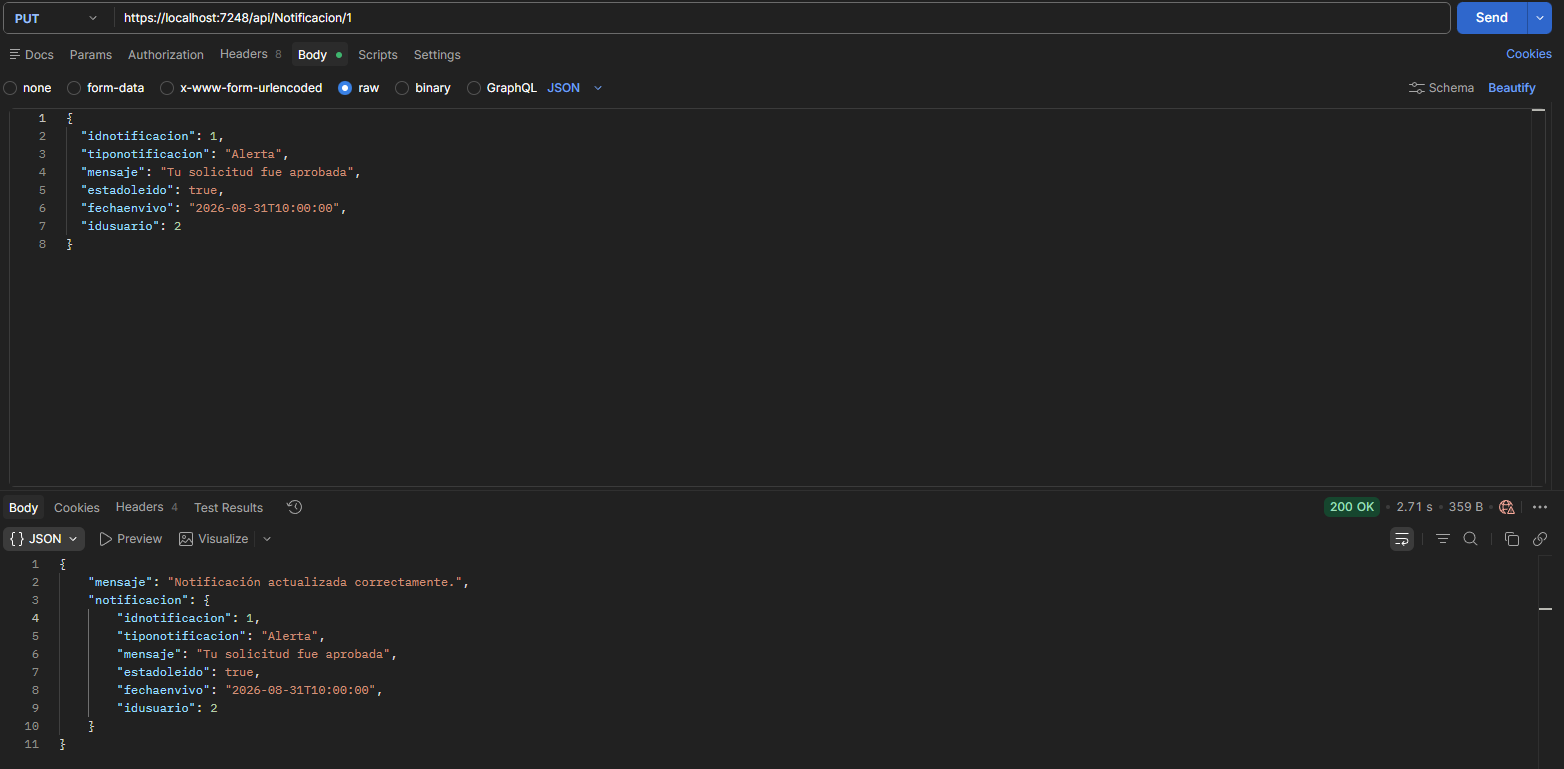 PUT https://localhost:7248/api/Notificacion/1 Send
Docs Params Authorization Headers 8 Body Scripts Settings Cookies
none form-data x-www-form-urlencoded raw binary GraphQL JSON Schema Beautify
1 {
2 "idnotificacion": 1,
3 "tiponotificacion": "Alerta",
4 "mensaje": "Tu solicitud fue aprobada",
5 "estadoleido": true,
6 "fechaenvivo": "2026-08-31T10:00:00",
7 "idusuario": 2
8 }
Body Cookies Headers 4 Test Results 200 OK • 2.71 s • 359 B •
{} JSON Preview Visualize
1 {
2 "mensaje": "Notificación actualizada correctamente.",
3 "notificacion": {
4 "idnotificacion": 1,
5 "tiponotificacion": "Alerta",
6 "mensaje": "Tu solicitud fue aprobada",
7 "estadoleido": true,
8 "fechaenvivo": "2026-08-31T10:00:00",
9 "idusuario": 2
10 }
11 }